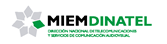 MIEMDINATEL
DIRECCIÓN NACIONAL DE TELECOMUNICACIONES
Y SERVICIOS DE COMUNICACIÓN AUDIOVISUAL